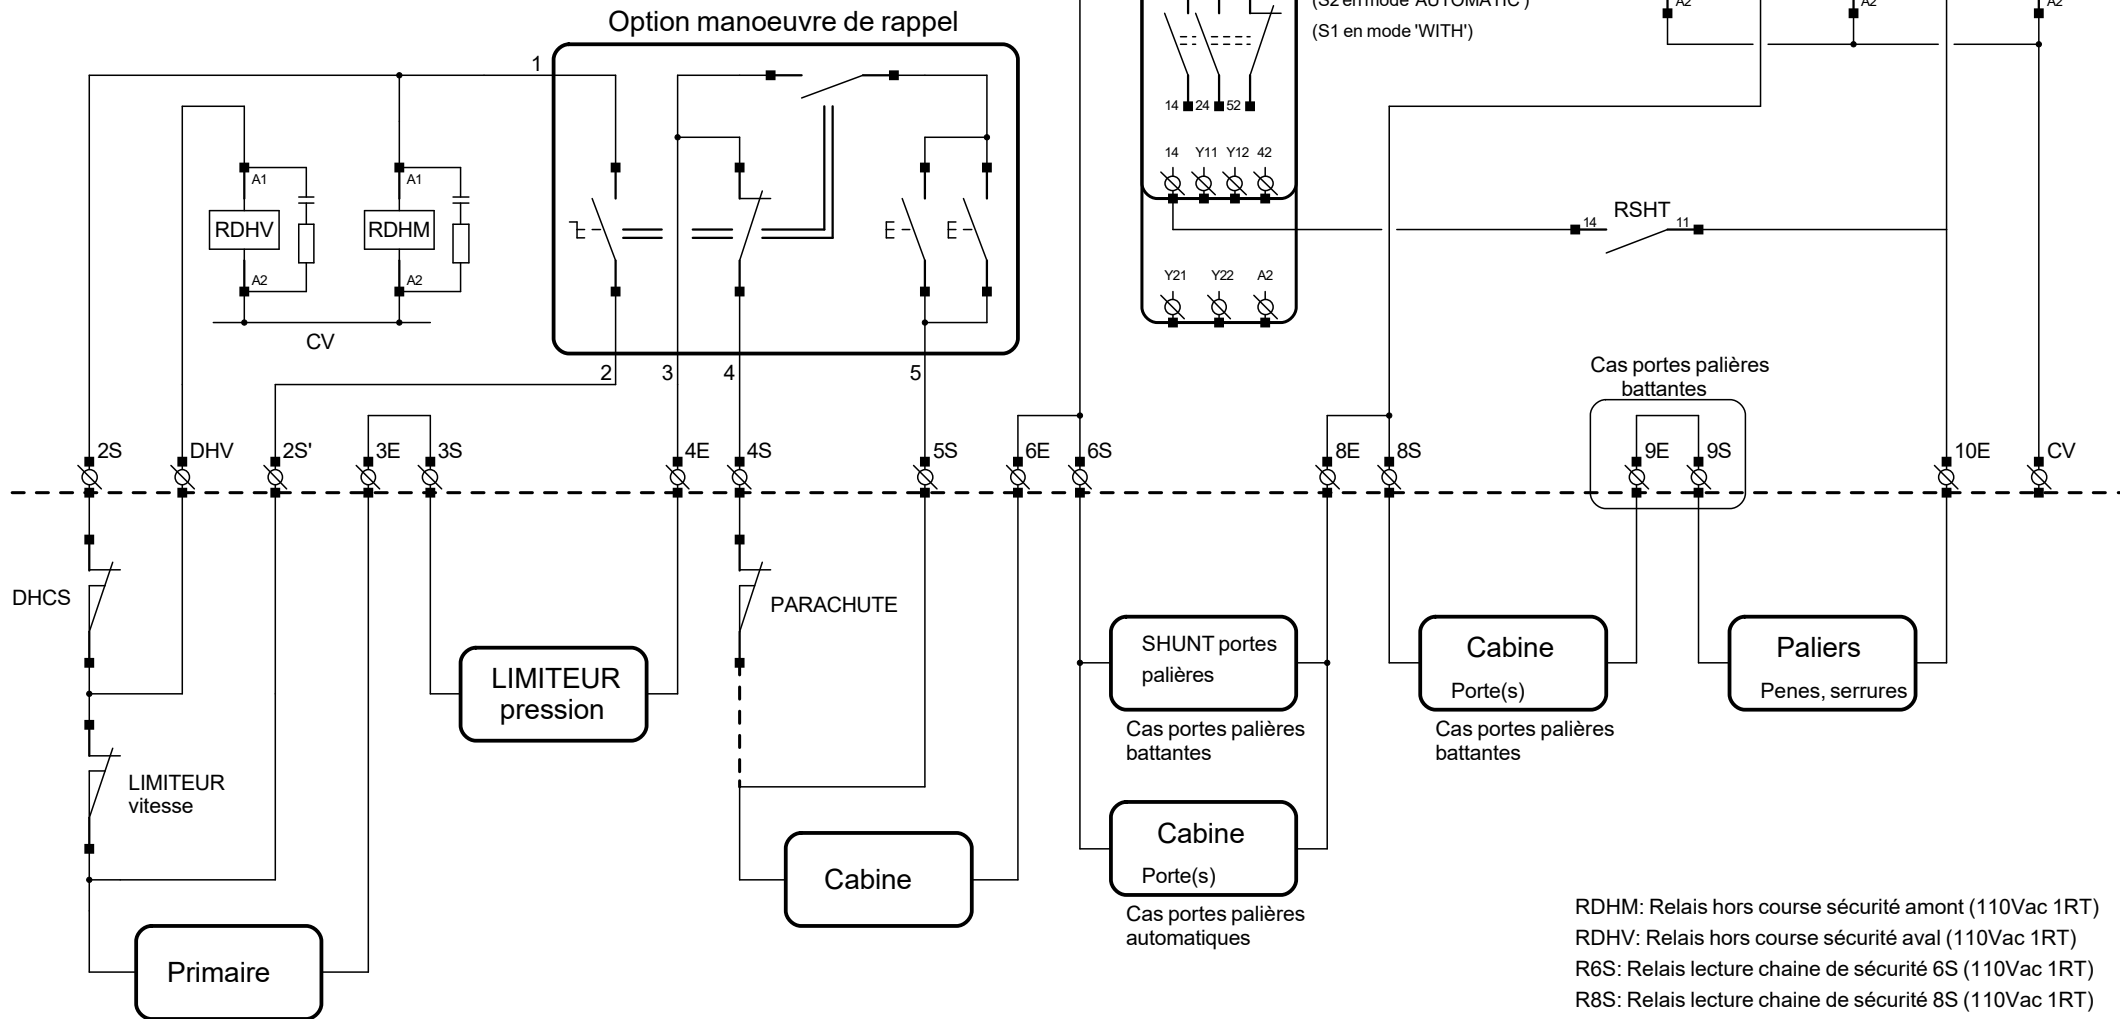 (S2 en mode 'AUTOMATIC')
A2 A2 A2
Option manoeuvre de rappel
(S1 en mode 'WITH')
1
14 24 52
14 Y11 Y12 42
A1 A1
RDHV RDHM
RSHT
14 11
A2 A2
Y21 Y22 A2
CV
Cas portes palières
battantes
2 3 4 5
2S DHV 2S' 3E 3S 4E 4S 5S 6E 6S 8E 8S 9E 9S 10E CV
DHCS
PARACHUTE
SHUNT portes
palières
Cabine
Porte(s)
Paliers
Penes, serrures
LIMITEUR
pression
Cas portes palières
battantes
Cas portes palières
battantes
LIMITEUR
vitesse
Cabine
Porte(s)
Cabine
Cas portes palières
automatiques
Primaire
RDHM: Relais hors course sécurité amont (110Vac 1RT)
RDHV: Relais hors course sécurité aval (110Vac 1RT)
R6S: Relais lecture chaine de sécurité 6S (110Vac 1RT)
R8S: Relais lecture chaine de sécurité 8S (110Vac 1RT)